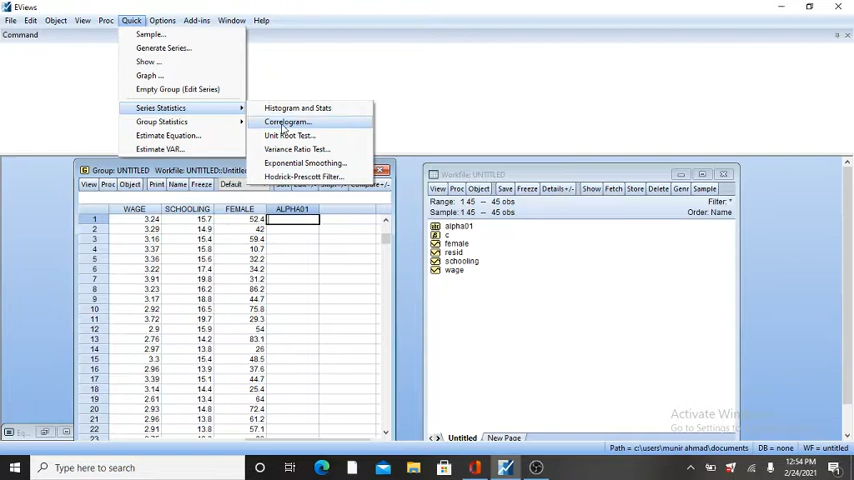 EViews
File Edit Object View Proc Quick Options Add-ins Window Help
Command
Sample...
Generate Series...
Show ...
Graph ...
Empty Group (Edit Series)
Series Statistics
Group Statistics
Estimate Equation...
Estimate VAR...
Histogram and Stats
Correlogram...
Unit Root Test...
Variance Ratio Test...
Exponential Smoothing...
Hodrick-Prescott Filter...
Group: UNTITLED Workfile: UNTITLED::Untitled
View Proc Object Print Name Freeze Default
WAGE SCHOOLING FEMALE ALPHA01
1 3.24 15.7 52.4
2 3.29 14.9 42
3 3.16 15.4 59.4
4 3.37 15.8 10.7
5 3.36 15.6 32.2
6 3.22 17.4 34.2
7 3.91 19.8 31.2
8 3.23 16.2 86.2
9 3.17 18.8 44.7
10 2.92 16.5 75.8
11 3.72 19.7 29.3
12 2.9 15.9 54
13 2.76 14.2 83.1
14 2.97 13.8 26
15 3.3 15.4 48.5
16 2.96 13.9 37.6
17 3.39 15.1 44.7
18 3.14 14.4 25.4
19 2.61 13.4 64
20 2.93 14.8 72.4
21 2.96 13.8 61.2
22 2.91 13.8 57.1
23
Workfile: UNTITLED
View Proc Object Save Freeze Details+/- Show Fetch Store Delete Genr Sample
Range: 1 45 -- 45 obs Filter: *
Sample: 1 45 -- 45 obs Order: Name
alpha01
c
female
resid
schooling
wage
Untitled New Page
Activate Win
Go to Settings to
Path = c:\users\munir ahmad\documents DB = none WF = untitled
Type here to search
12:54 PM
2/24/2021